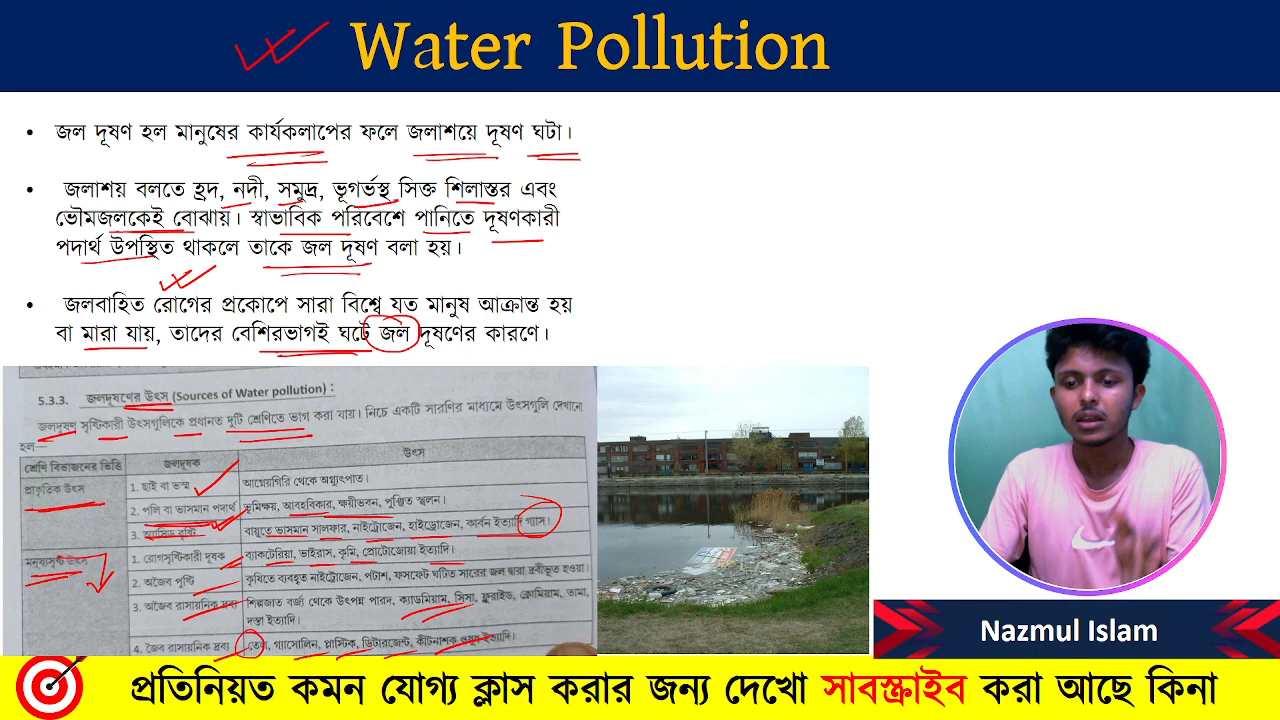 Water Pollution
• জল দূষণ হল মানুষের কার্যকলাপের ফলে জলাশয়ে দূষণ ঘটা।
• জলাশয় বলতে হ্রদ, নদী, সমুদ্র, ভূগর্ভস্থ সিক্ত শিলাস্তর এবং
ভৌমজলকেই বোঝায়। স্বাভাবিক পরিবেশে পানিতে দূষণকারী
পদার্থ উপস্থিত থাকলে তাকে জল দূষণ বলা হয়।
• জলবাহিত রোগের প্রকোপে সারা বিশ্বে যত মানুষ আক্রান্ত হয়
বা মারা যায়, তাদের বেশিরভাগই ঘটে জল দূষণের কারণে।
5.3.3. জলদূষণের উৎস (Sources of Water pollution) :
জলদূষণ সৃষ্টিকারী উৎসগুলিকে প্রধানত দুটি শ্রেণিতে ভাগ করা যায়। নিচে একটি সারণির মাধ্যমে উৎসগুলি দেখানো
হল—
শ্রেণি বিভাজনের ভিত্তি জলদূষক উৎস
প্রাকৃতিক উৎস 1. ছাই বা ভস্ম আগ্নেয়গিরি থেকে অগ্ন্যুৎপাত।
2. পলি বা ভাসমান পদার্থ ভূমিক্ষয়, আবহবিকার, ক্ষয়ীভবন, পুঞ্জিত স্খলন।
3. অ্যাসিড বৃষ্টি বায়ুতে ভাসমান সালফার, নাইট্রোজেন, হাইড্রোজেন, কার্বন ইত্যাদি গ্যাস।
মনুষ্যসৃষ্ট উৎস 1. রোগসৃষ্টিকারী দূষক ব্যাকটেরিয়া, ভাইরাস, কৃমি, প্রোটোজোয়া ইত্যাদি।
2. অজৈব পুষ্টি কৃষিতে ব্যবহৃত নাইট্রোজেন, পটাশ, ফসফেট ঘটিত সারের জল দ্বারা দ্রবীভূত হওয়া।
3. অজৈব রাসায়নিক দ্রব্য শিল্পজাত বর্জ্য থেকে উৎপন্ন পারদ, ক্যাডমিয়াম, সিসা, ফ্লুরাইড, ক্রোমিয়াম, তামা,
দস্তা ইত্যাদি।
4. জৈব রাসায়নিক দ্রব্য তেল, গ্যাসোলিন, প্লাস্টিক, ডিটারজেন্ট, কীটনাশক ওষুধ ইত্যাদি।
Nazmul Islam
প্রতিনিয়ত কমন যোগ্য ক্লাস করার জন্য দেখো সাবস্ক্রাইব করা আছে কিনা